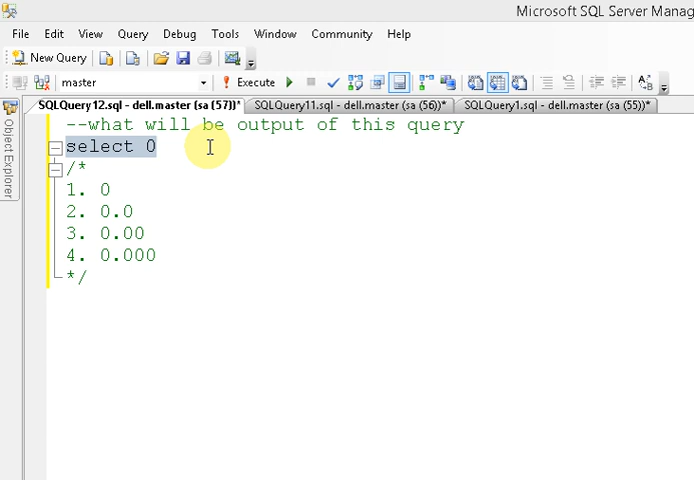 Microsoft SQL Server Manag
File Edit View Query Debug Tools Window Community Help
New Query
master
Execute
SQLQuery12.sql - dell.master (sa (57))* SQLQuery11.sql - dell.master (sa (56))* SQLQuery1.sql - dell.master (sa (55))*
Object Explorer
--what will be output of this query
select 0
/*
1. 0
2. 0.0
3. 0.00
4. 0.000
*/